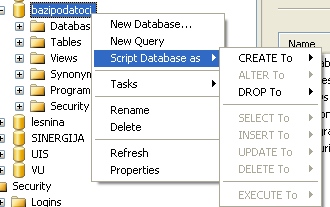 bazipodatoci
Databas
Tables
Views
Synonym
Program
Security
lesnina
SINERGIJA
UIS
VU
Security
Logins
New Database...
New Query
Script Database as
Tasks
Rename
Delete
Refresh
Properties
CREATE To
ALTER To
DROP To
SELECT To
INSERT To
UPDATE To
DELETE To
EXECUTE To
Name